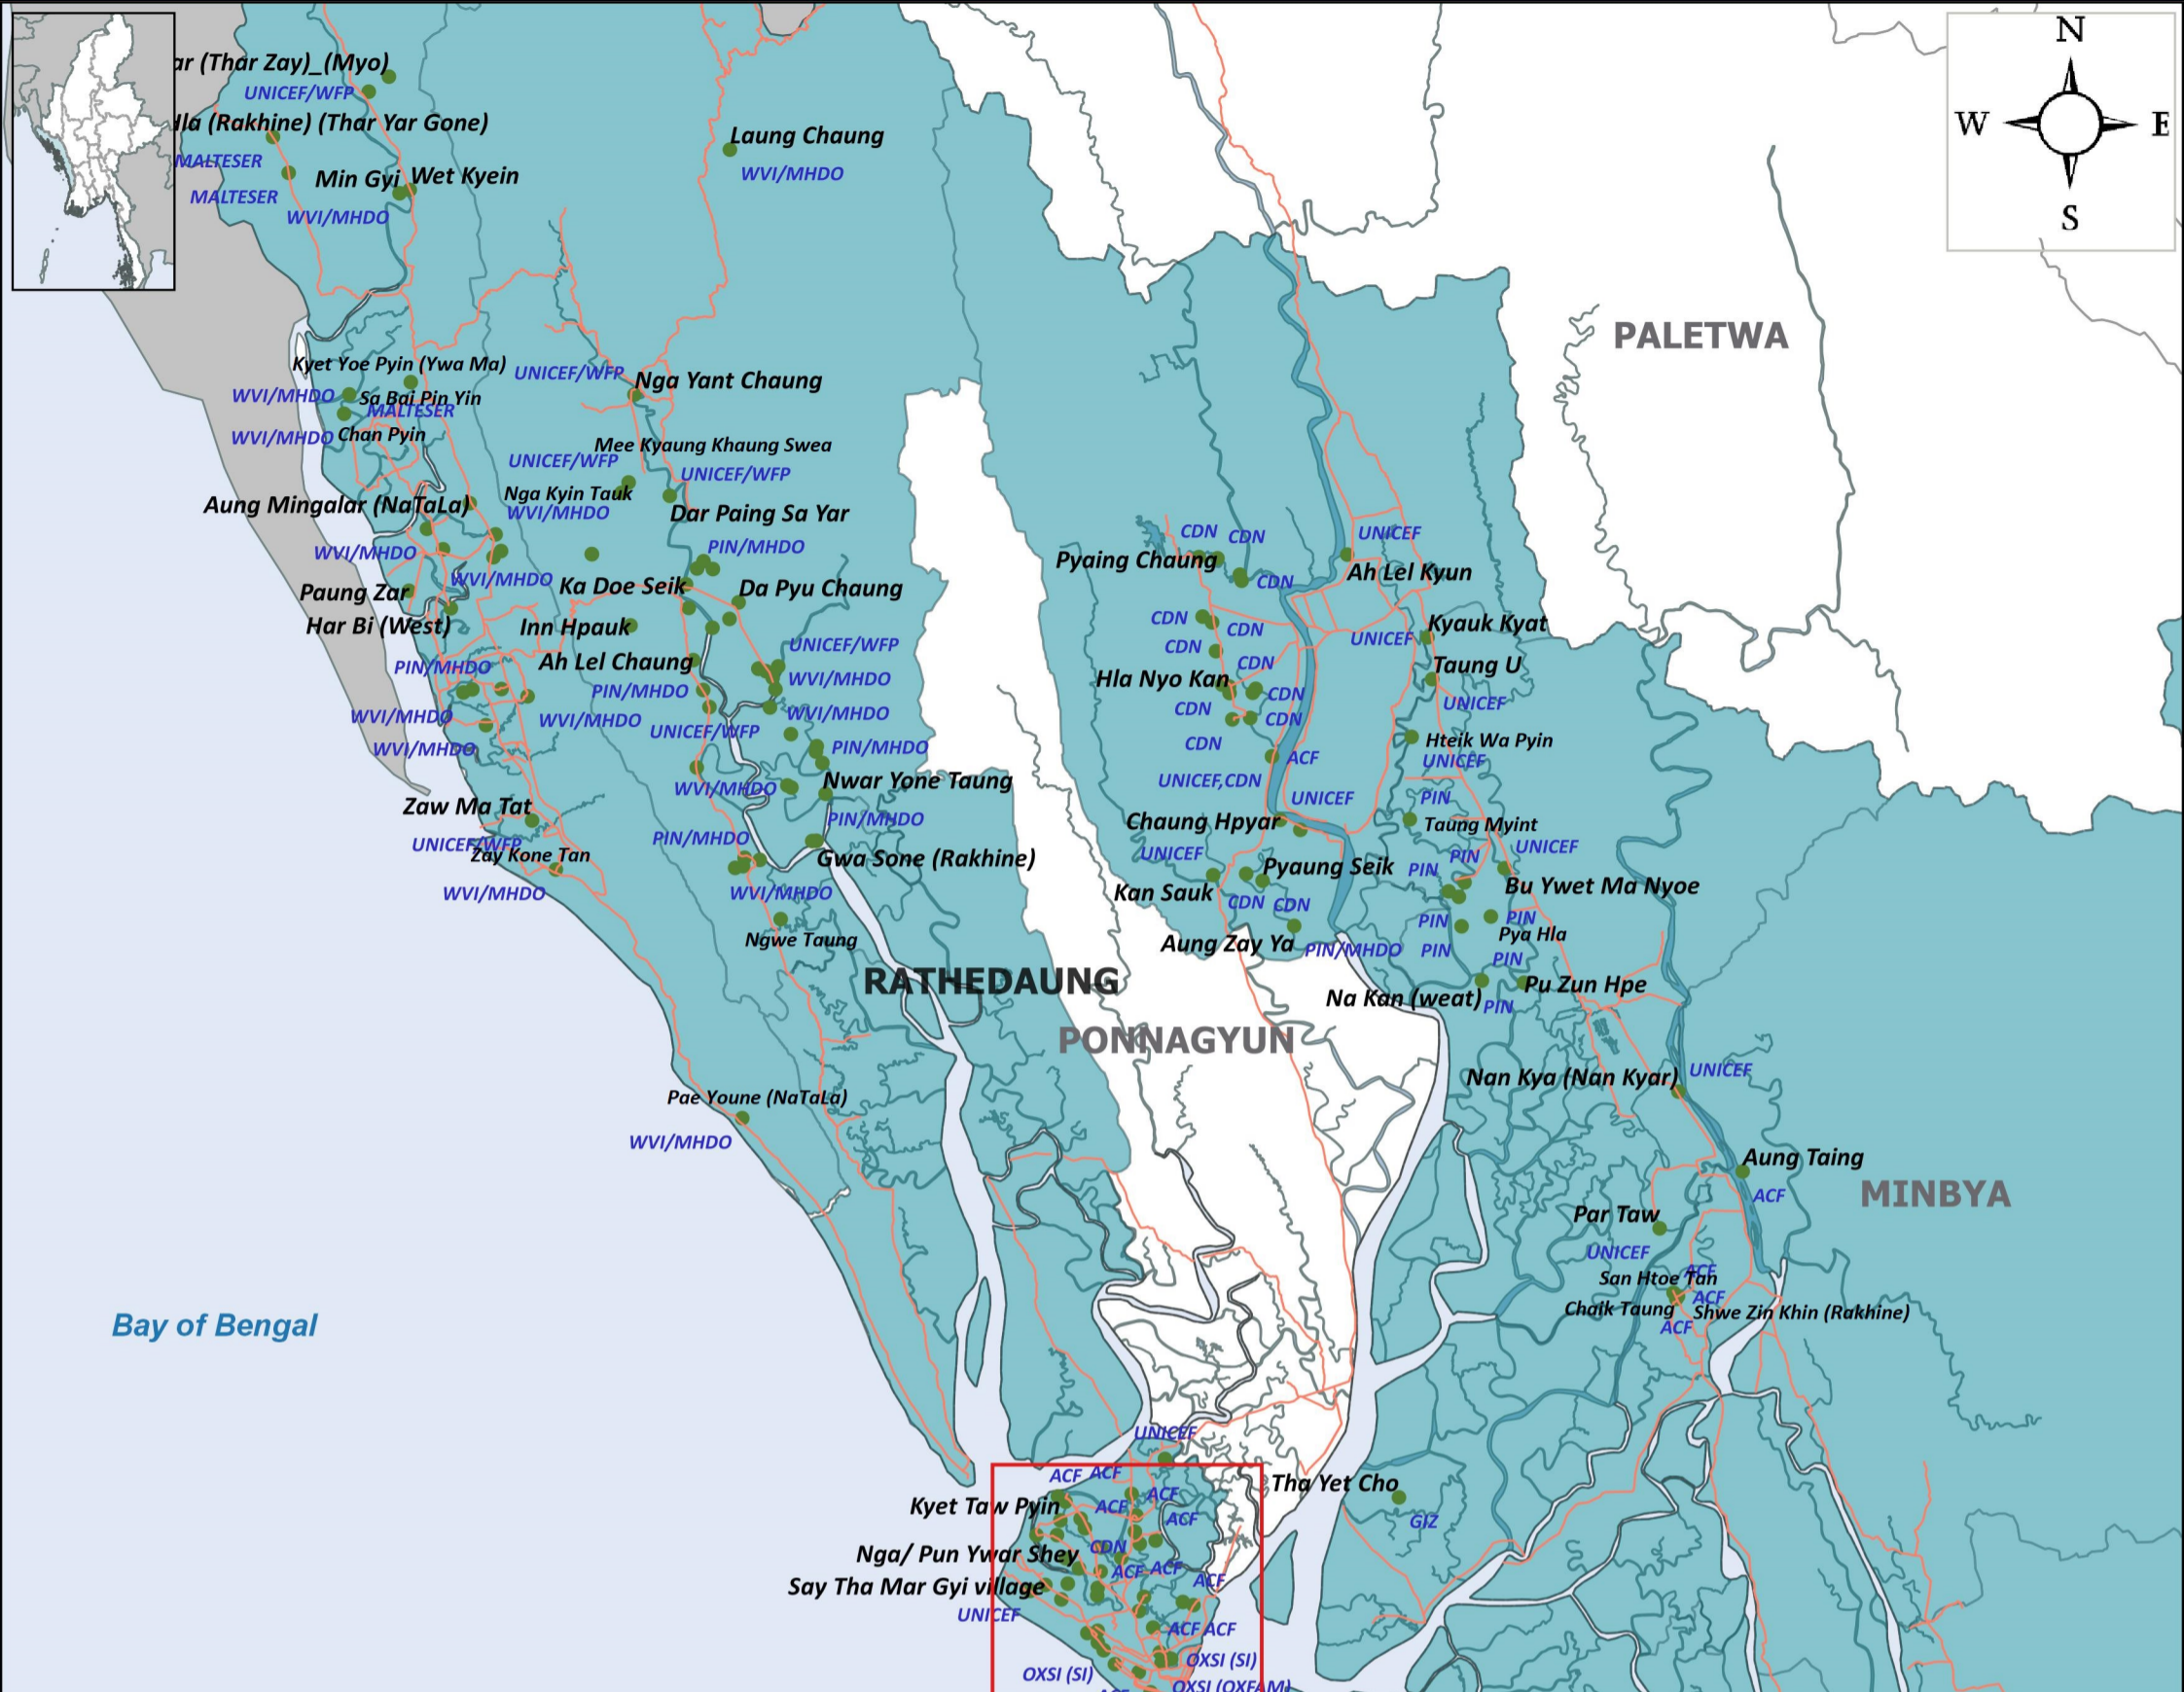 ar (Thar Zay)_(Myo)
UNICEF/WFP
Hla (Rakhine) (Thar Yar Gone)
MALTESER
MALTESER
Min Gyi
Wet Kyein
WVI/MHDO
Laung Chaung
WVI/MHDO
N
W
E
S
PALETWA
Kyet Yoe Pyin (Ywa Ma)
WVI/MHDO
Sa Bai Pin Yin
MALTESER
WVI/MHDO
Chan Pyin
UNICEF/WFP
Nga Yant Chaung
Mee Kyaung Khaung Swea
UNICEF/WFP
UNICEF/WFP
Nga Kyin Tauk
WVI/MHDO
Aung Mingalar (NaTaLa)
Dar Paing Sa Yar
PIN/MHDO
WVI/MHDO
WVI/MHDO
Ka Doe Seik
Da Pyu Chaung
Paung Zar
Har Bi (West)
Inn Hpauk
UNICEF/WFP
PIN/MHDO
Ah Lel Chaung
WVI/MHDO
PIN/MHDO
WVI/MHDO
WVI/MHDO
WVI/MHDO
UNICEF/WFP
WVI/MHDO
PIN/MHDO
WVI/MHDO
Nwar Yone Taung
PIN/MHDO
Zaw Ma Tat
UNICEF/WFP
Zay Kone Tan
WVI/MHDO
PIN/MHDO
Gwa Sone (Rakhine)
WVI/MHDO
Ngwe Taung
RATHEDAUNG
PONNAGYUN
Pae Youne (NaTaLa)
WVI/MHDO
CDN
CDN
Pyaing Chaung
CDN
UNICEF
Ah Lel Kyun
CDN
CDN
CDN
CDN
UNICEF
Kyauk Kyat
Taung U
Hla Nyo Kan
CDN
CDN
CDN
UNICEF
CDN
Hteik Wa Pyin
UNICEF
ACF
UNICEF,CDN
UNICEF
PIN
Chaung Hpyar
Taung Myint
UNICEF
UNICEF
PIN
Pyaung Seik
PIN
Bu Ywet Ma Nyoe
Kan Sauk
CDN
CDN
PIN
PIN
Pya Hla
Aung Zay Ya
PIN/MHDO
PIN
PIN
Na Kan (weat)
PIN
Pu Zun Hpe
Nan Kya (Nan Kyar)
UNICEF
Aung Taing
ACF
MINBYA
Par Taw
UNICEF
ACF
San Htoe Tan
ACF
Chaik Taung
Shwe Zin Khin (Rakhine)
ACF
Bay of Bengal
UNICEF
ACF
ACF
Tha Yet Cho
GIZ
Kyet Taw Pyin
ACF
ACF
ACF
Nga/ Pun Ywar Shey
CDN
ACF
ACF
ACF
Say Tha Mar Gyi village
UNICEF
ACF
ACF
OXSI (SI)
OXSI (SI)
OXSI (OXFAM)